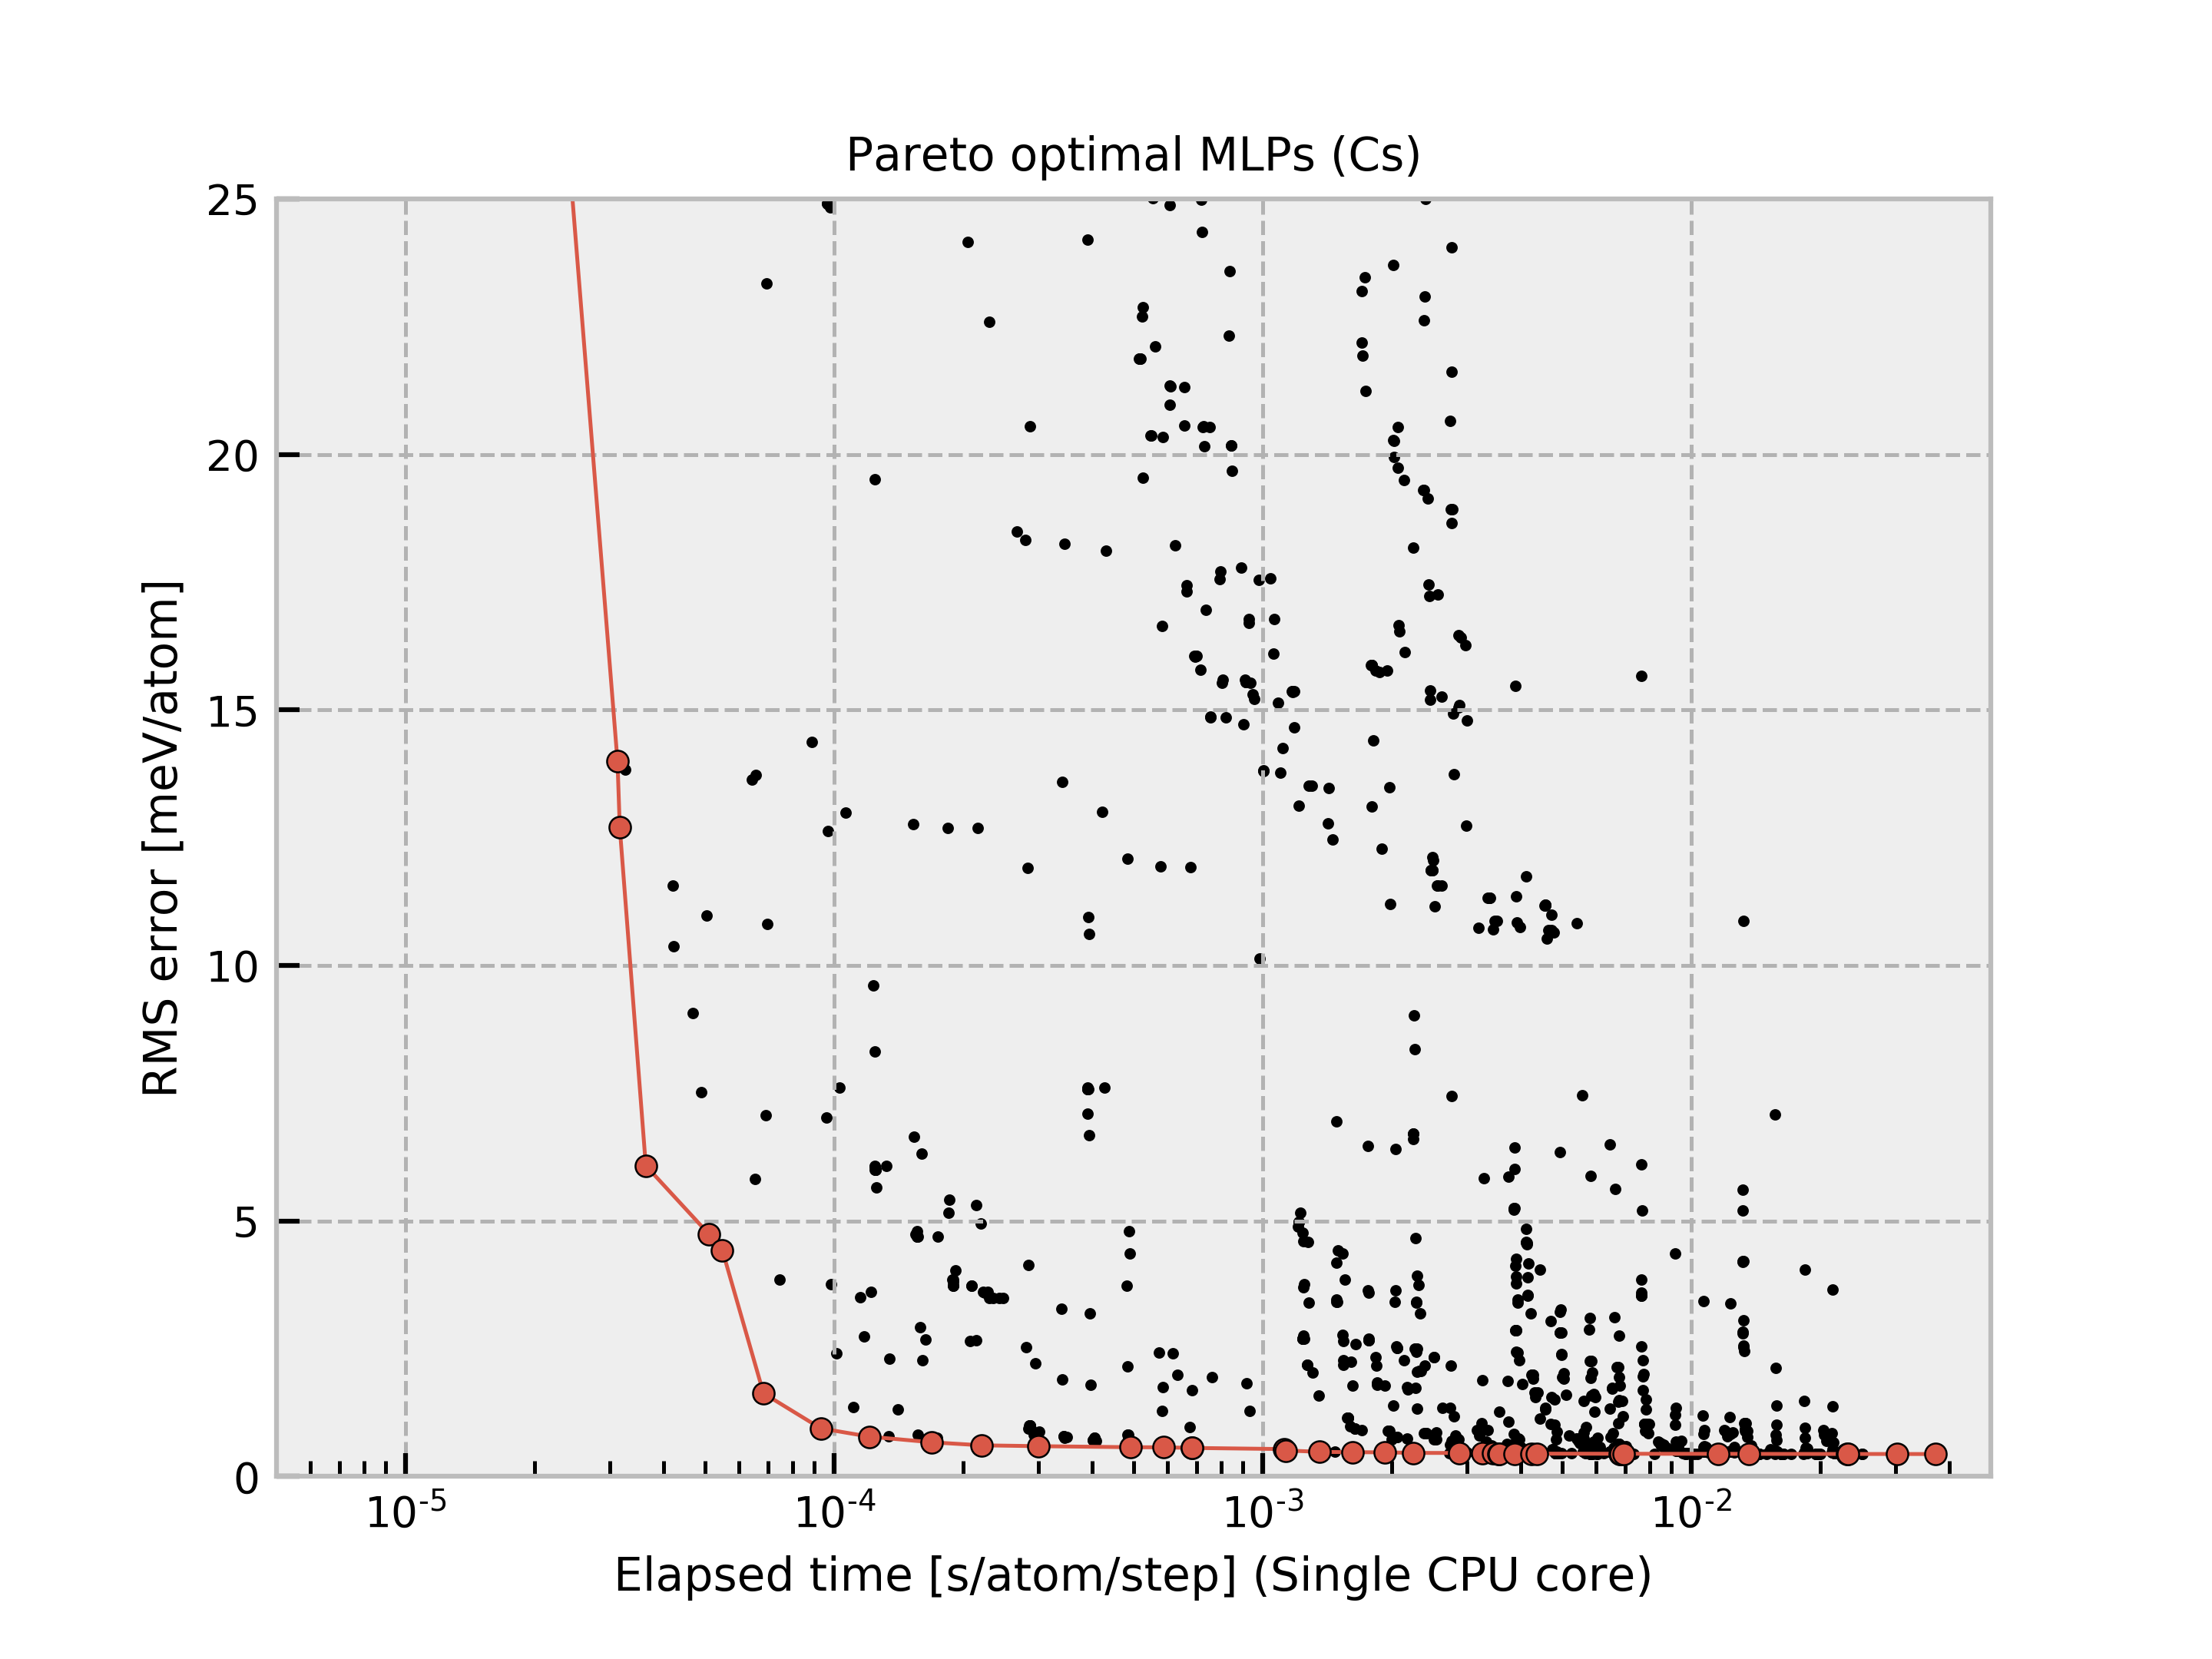 Pareto optimal MLPs (Cs)
RMS error [meV/atom]
25
20
15
10
5
0
10-5 10-4 10-3 10-2
Elapsed time [s/atom/step] (Single CPU core)